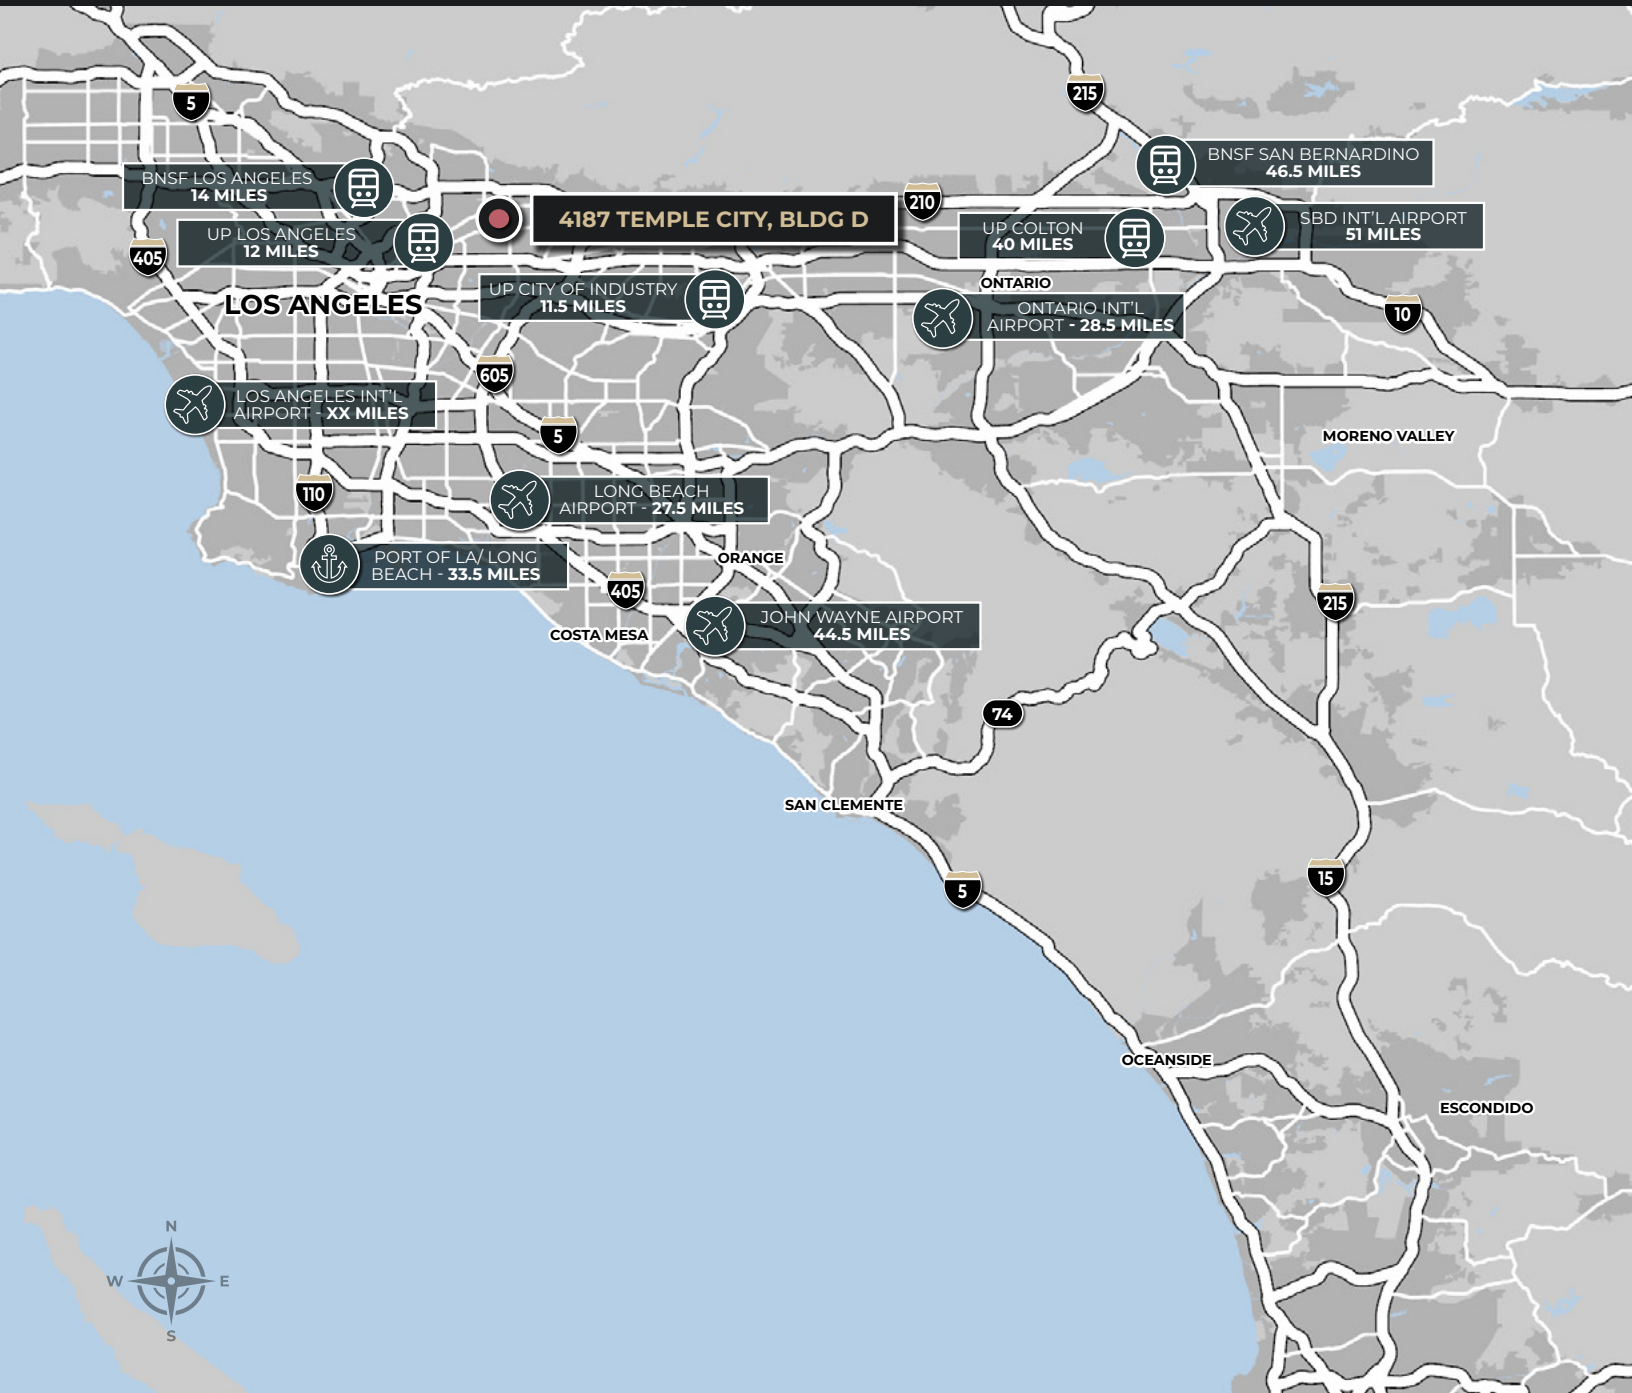 5
215
BNSF SAN BERNARDINO
46.5 MILES
BNSF LOS ANGELES
14 MILES
210
4187 TEMPLE CITY, BLDG D
UP COLTON
40 MILES
SBD INT'L AIRPORT
51 MILES
UP LOS ANGELES
12 MILES
405
LOS ANGELES
UP CITY OF INDUSTRY
11.5 MILES
ONTARIO
ONTARIO INT'L
AIRPORT - 28.5 MILES
10
605
LOS ANGELES INT'L
AIRPORT - XX MILES
5
MORENO VALLEY
110
LONG BEACH
AIRPORT - 27.5 MILES
PORT OF LA/ LONG
BEACH - 33.5 MILES
ORANGE
405
215
COSTA MESA
JOHN WAYNE AIRPORT
44.5 MILES
74
SAN CLEMENTE
5
15
OCEANSIDE
ESCONDIDO
N
W
E
S